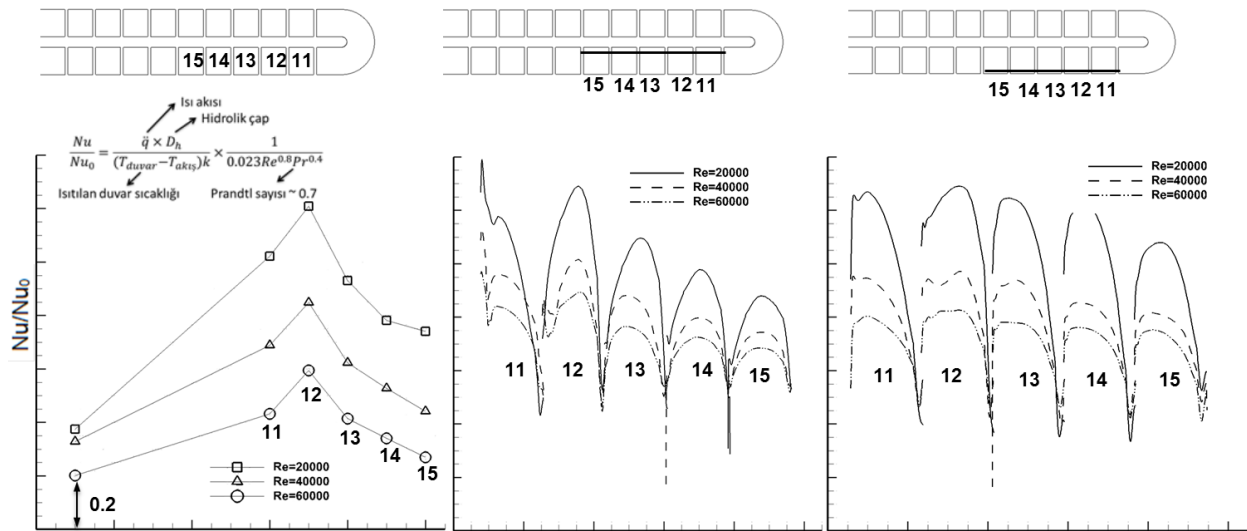 15 14 13 12 11
15 14 13 12 11
15 14 13 12 11
Isı akısı
Hidrolik çap
Nu/Nu₀ = q̈ × D_h/(T_duvar−T_akış)k × 1/0.023Re^0.8Pr^0.4
Isıtılan duvar sıcaklığı
Prandtl sayısı ~ 0.7
Nu/Nu₀
11
12
13
14
15
0.2
Re=20000
Re=40000
Re=60000
Re=20000
Re=40000
Re=60000
11 12 13 14 15
Re=20000
Re=40000
Re=60000
11 12 13 14 15